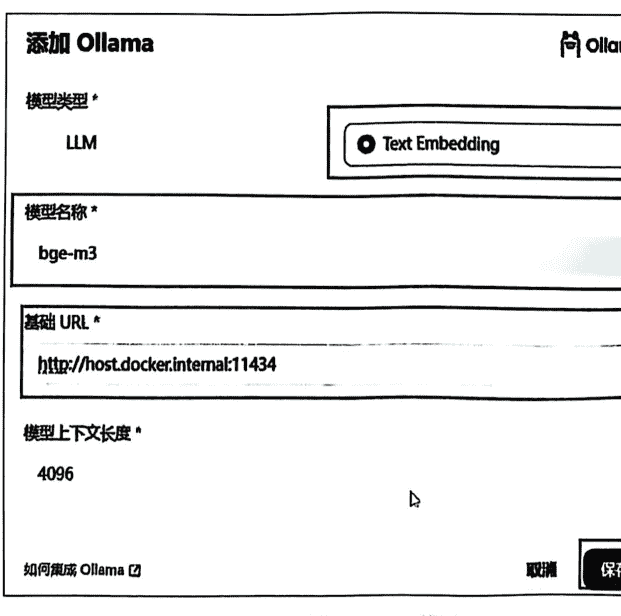 添加 Ollama
模型类型 *
LLM
Text Embedding
模型名称 *
bge-m3
基础 URL *
http://host.docker.internal:11434
模型上下文长度 *
4096
如何集成 Ollama
取消